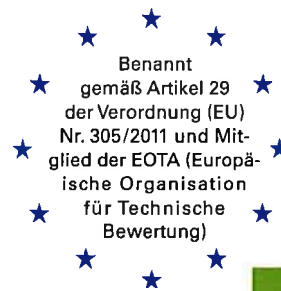 Benannt
gemäß Artikel 29
der Verordnung (EU)
Nr. 305/2011 und Mit-
glied der EOTA (Europä-
ische Organisation
für Technische
Bewertung)